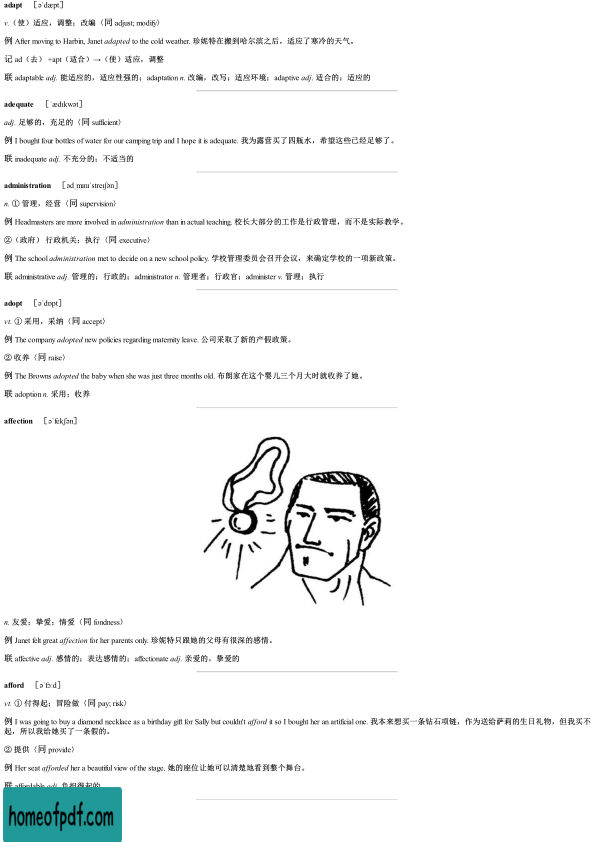 adapt [əˈdæpt]
v.（使）适应，调整；改编（同 adjust; modify）
例 After moving to Harbin, Janet adapted to the cold weather. 珍妮特在搬到哈尔滨之后，适应了寒冷的天气。
记 ad（去） +apt（适合）→（使）适应，调整
联 adaptable adj. 能适应的，适应性强的；adaptation n. 改编，改写；适应环境；adaptive adj. 适合的；适应的
adequate [ˈædɪkwət]
adj. 足够的，充足的（同 sufficient）
例 I bought four bottles of water for our camping trip and I hope it is adequate. 我为露营买了四瓶水，希望这些已经足够了。
联 inadequate adj. 不充分的；不适当的
administration [ədˌmɪnɪˈstreɪʃən]
n. ① 管理，经营（同 supervision）
例 Headmasters are more involved in administration than in actual teaching. 校长大部分的工作是行政管理，而不是实际教学。
②（政府） 行政机关；执行（同 executive）
例 The school administration met to decide on a new school policy. 学校管理委员会召开会议，来确定学校的一项新政策。
联 administrative adj. 管理的；行政的；administrator n. 管理者；行政官；administer v. 管理；执行
adopt [əˈdɒpt]
vt. ① 采用，采纳（同 accept）
例 The company adopted new policies regarding maternity leave. 公司采取了新的产假政策。
② 收养（同 raise）
例 The Browns adopted the baby when she was just three months old. 布朗家在这个婴儿三个月大时就收养了她。
联 adoption n. 采用；收养
affection [əˈfekʃən]
n. 友爱；挚爱；情爱（同 fondness）
例 Janet felt great affection for her parents only. 珍妮特只跟她的父母有很深的感情。
联 affective adj. 感情的；表达感情的；affectionate adj. 亲爱的，挚爱的
afford [əˈfɔːd]
vt. ① 付得起；冒险做（同 pay; risk）
例 I was going to buy a diamond necklace as a birthday gift for Sally but couldn't afford it so I bought her an artificial one. 我本来想买一条钻石项链，作为送给萨莉的生日礼物，但我买不
起，所以我给她买了一条假的。
② 提供（同 provide）
例 Her seat afforded her a beautiful view of the stage. 她的座位让她可以清楚地看到整个舞台。
联 affordable adj. 负担得起的
homeofpdf.com